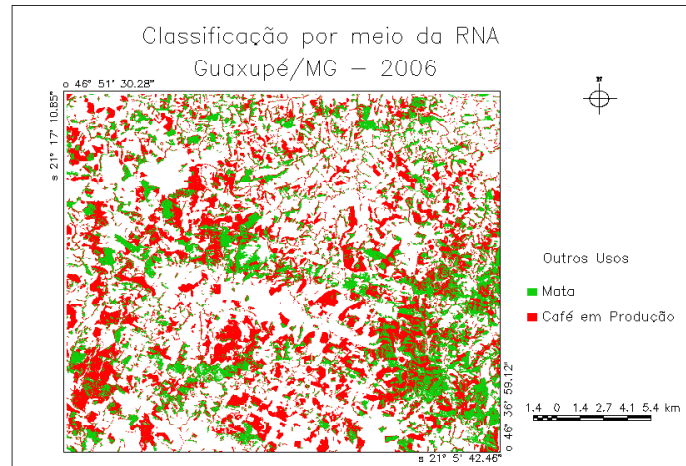 Classificação por meio da RNA
Guaxupé/MG – 2006
o 46° 51' 30.28"
s 21° 17' 10.85"
N
Outros Usos
Mata
Café em Produção
o 46° 36' 59.12"
s 21° 5' 42.46"
1.4 0 1.4 2.7 4.1 5.4 km